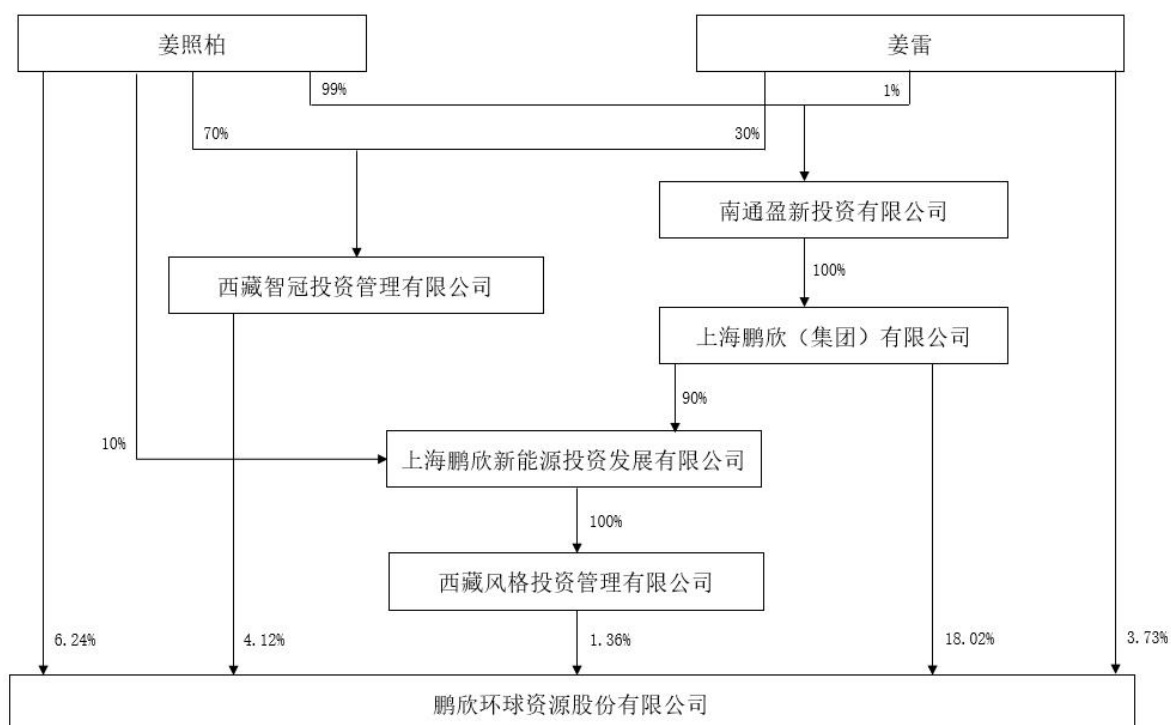 姜照柏
姜雷
99%
1%
70%
30%
南通盈新投资有限公司
100%
西藏智冠投资管理有限公司
上海鹏欣（集团）有限公司
90%
10%
上海鹏欣新能源投资发展有限公司
100%
西藏风格投资管理有限公司
6.24%
4.12%
1.36%
18.02%
3.73%
鹏欣环球资源股份有限公司